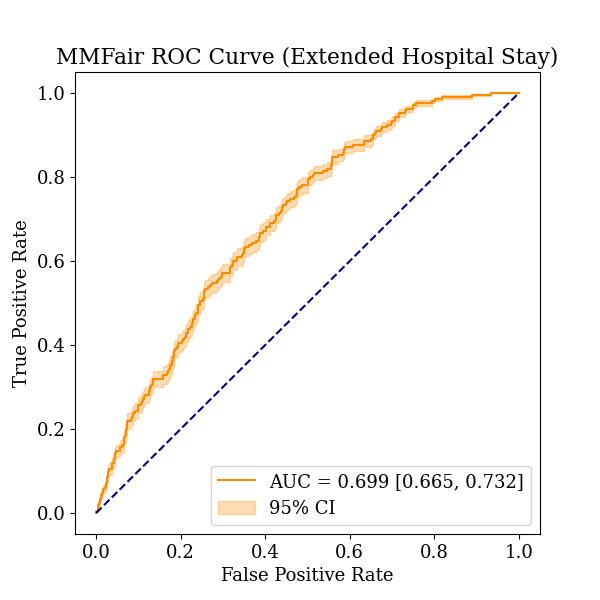 MMFair ROC Curve (Extended Hospital Stay)
True Positive Rate
1.0
0.8
0.6
0.4
0.2
0.0
AUC = 0.699 [0.665, 0.732]
95% CI
0.0 0.2 0.4 0.6 0.8 1.0
False Positive Rate